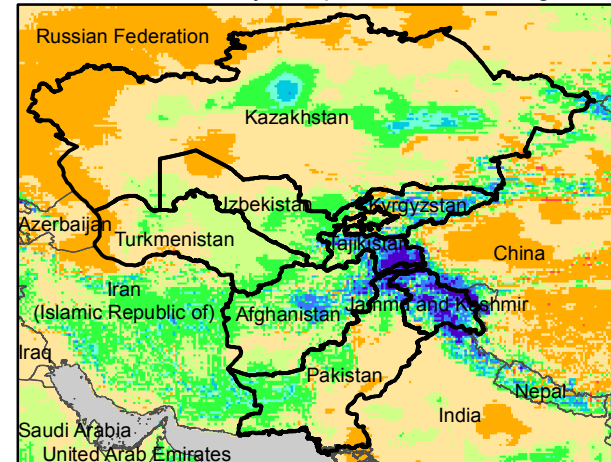 Russian Federation
Kazakhstan
Uzbekistan
Kyrgyzstan
Azerbaijan
Turkmenistan
Tajikistan
China
Iran
(Islamic Republic of)
Afghanistan
Jammu and Kashmir
Iraq
Pakistan
Nepal
India
Saudi Arabia
United Arab Emirates